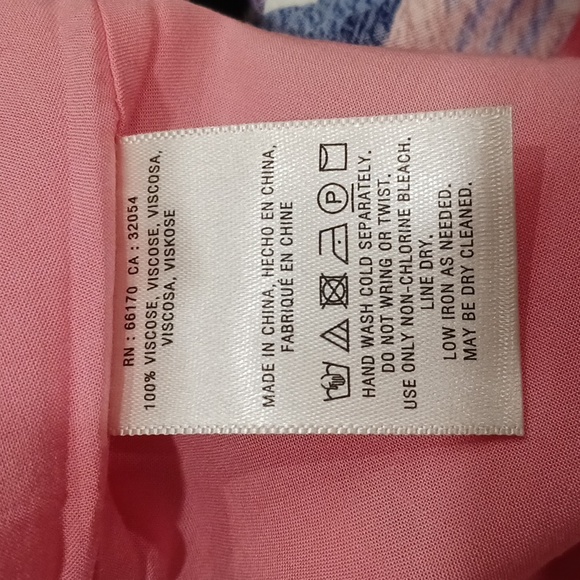 RN : 66170 CA : 32054
100% VISCOSE, VISCOSE, VISCOSA,
VISCOSA, VISKOSE
MADE IN CHINA, HECHO EN CHINA,
FABRIQUÉ EN CHINE
P
HAND WASH COLD SEPARATELY.
DO NOT WRING OR TWIST.
USE ONLY NON-CHLORINE BLEACH.
LINE DRY.
LOW IRON AS NEEDED.
MAY BE DRY CLEANED.